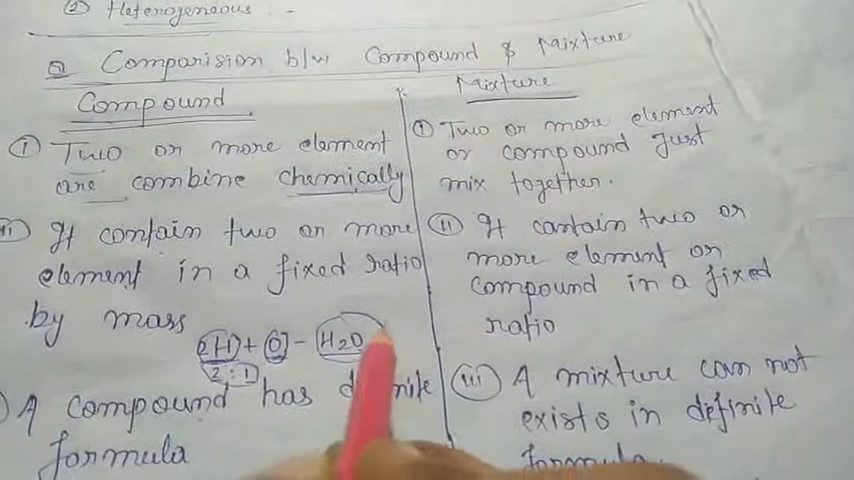 ② Heterogeneous
Q Comparision b/w Compound & Mixture
Compound
① Two or more element
are combine chemically
ii) It contain two or more
element in a fixed ratio
by mass
2H + O - H₂O
2 : 1
A compound has
formula
Mixture
① Two or more element
or compound Just
mix together.
ⅱ It contain two or
more element or
compound in a fixed
ratio
iii A mixture can not
exists in definite
formula.